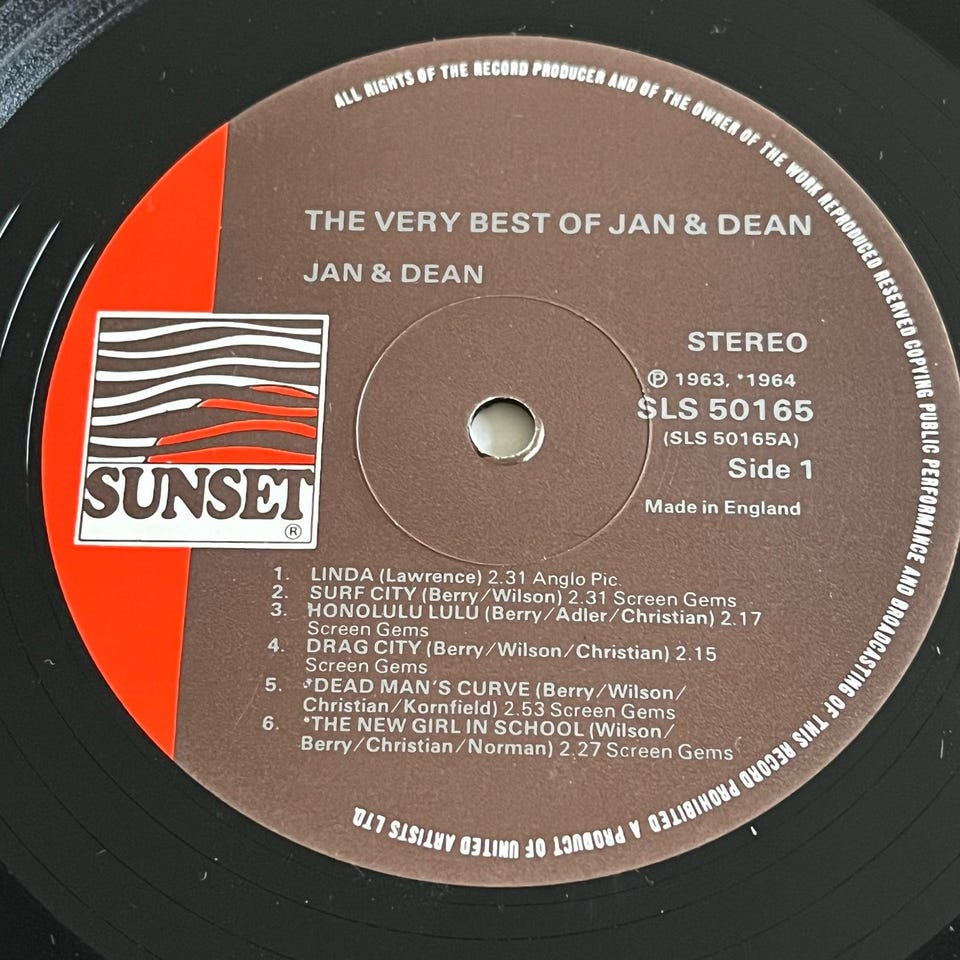 ALL RIGHTS OF THE RECORD PRODUCER AND OF THE OWNER OF THE WORK REPRODUCED RESERVED COPYING PUBLIC PERFORMANCE AND BROADCASTING OF THIS RECORD PROHIBITED A PRODUCT OF UNITED ARTISTS LTD.
THE VERY BEST OF JAN & DEAN
JAN & DEAN
STEREO
℗ 1963, *1964
SLS 50165
(SLS 50165A)
Side 1
Made in England
SUNSET
®
1. LINDA (Lawrence) 2.31 Anglo Pic.
2. SURF CITY (Berry/Wilson) 2.31 Screen Gems
3. HONOLULU LULU (Berry/Adler/Christian) 2.17
Screen Gems
4. DRAG CITY (Berry/Wilson/Christian) 2.15
Screen Gems
5. *DEAD MAN'S CURVE (Berry/Wilson/
Christian/Kornfield) 2.53 Screen Gems
6. *THE NEW GIRL IN SCHOOL (Wilson/
Berry/Christian/Norman) 2.27 Screen Gems